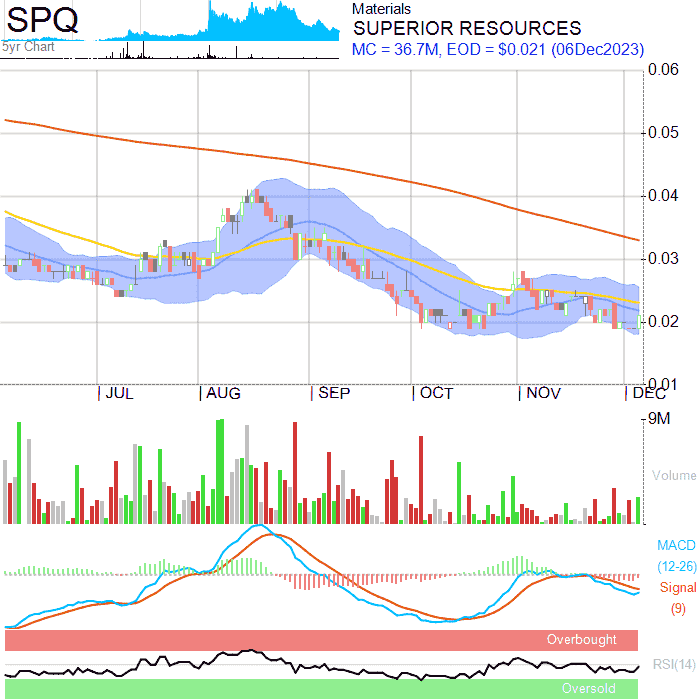 SPQ
5yr Chart
Materials
SUPERIOR RESOURCES
MC = 36.7M, EOD = $0.021 (06Dec2023)
0.06
0.05
0.04
0.03
0.02
0.01
JUL AUG SEP OCT NOV DEC
9M
Volume
MACD
(12-26)
Signal
(9)
Overbought
RSI(14)
Oversold